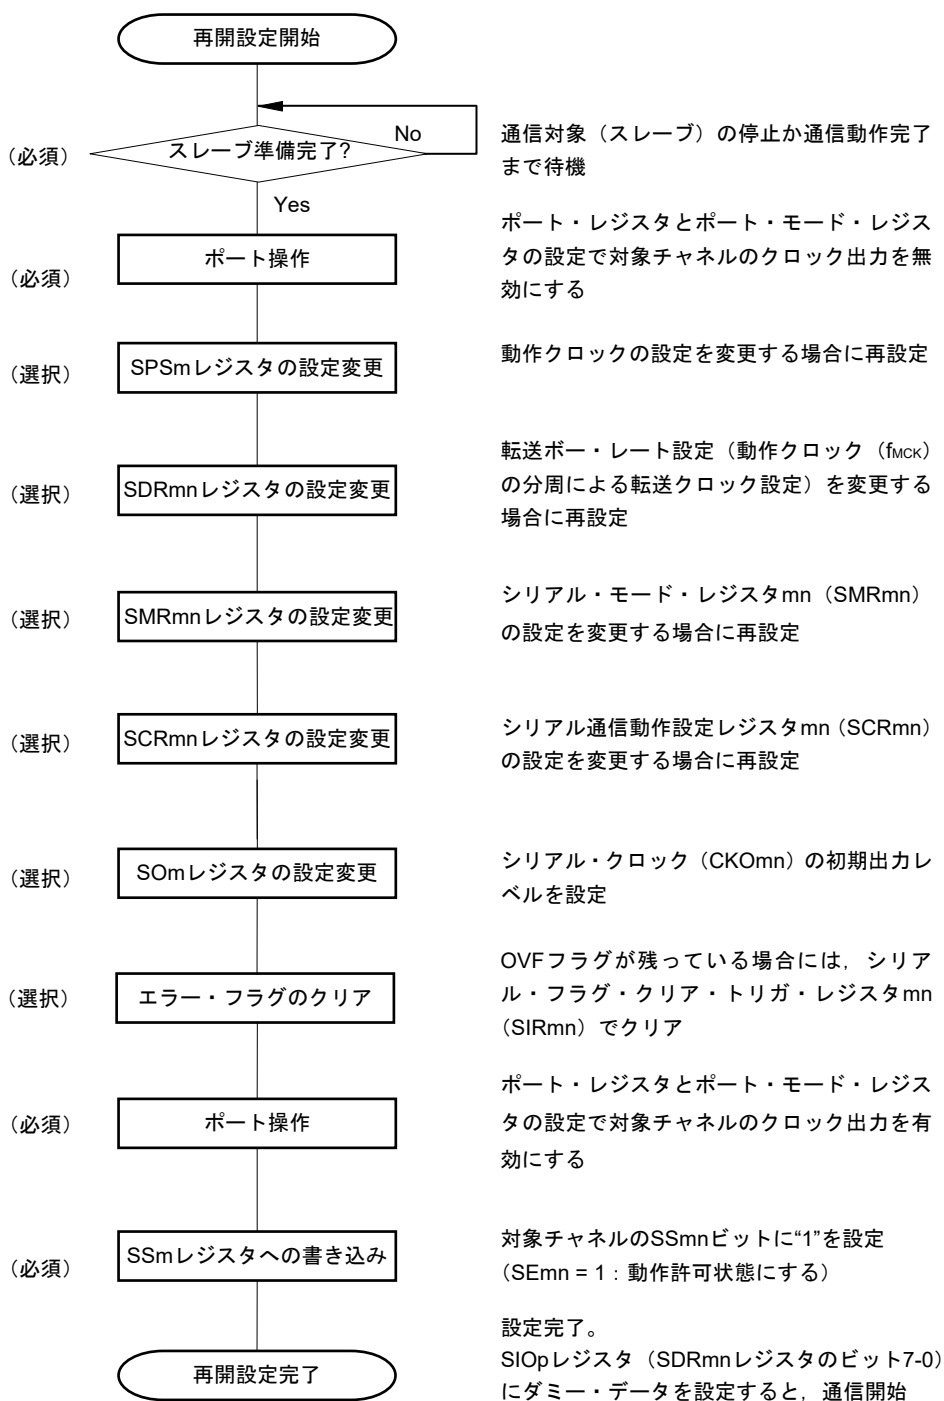 再開設定開始
No
通信対象（スレーブ）の停止か通信動作完了
まで待機
（必須）
スレーブ準備完了?
Yes
ポート・レジスタとポート・モード・レジス
タの設定で対象チャネルのクロック出力を無
効にする
（必須）
ポート操作
（選択）
SPSmレジスタの設定変更
動作クロックの設定を変更する場合に再設定
（選択）
SDRmnレジスタの設定変更
転送ボー・レート設定（動作クロック（fMCK）
の分周による転送クロック設定）を変更する
場合に再設定
（選択）
SMRmnレジスタの設定変更
シリアル・モード・レジスタmn（SMRmn）
の設定を変更する場合に再設定
（選択）
SCRmnレジスタの設定変更
シリアル通信動作設定レジスタmn（SCRmn）
の設定を変更する場合に再設定
（選択）
SOmレジスタの設定変更
シリアル・クロック（CKOmn）の初期出力レ
ベルを設定
（選択）
エラー・フラグのクリア
OVFフラグが残っている場合には，シリア
ル・フラグ・クリア・トリガ・レジスタmn
（SIRmn）でクリア
（必須）
ポート操作
ポート・レジスタとポート・モード・レジス
タの設定で対象チャネルのクロック出力を有
効にする
（必須）
SSmレジスタへの書き込み
対象チャネルのSSmnビットに“1”を設定
（SEmn = 1：動作許可状態にする）
再開設定完了
設定完了。
SIOpレジスタ（SDRmnレジスタのビット7-0）
にダミー・データを設定すると，通信開始